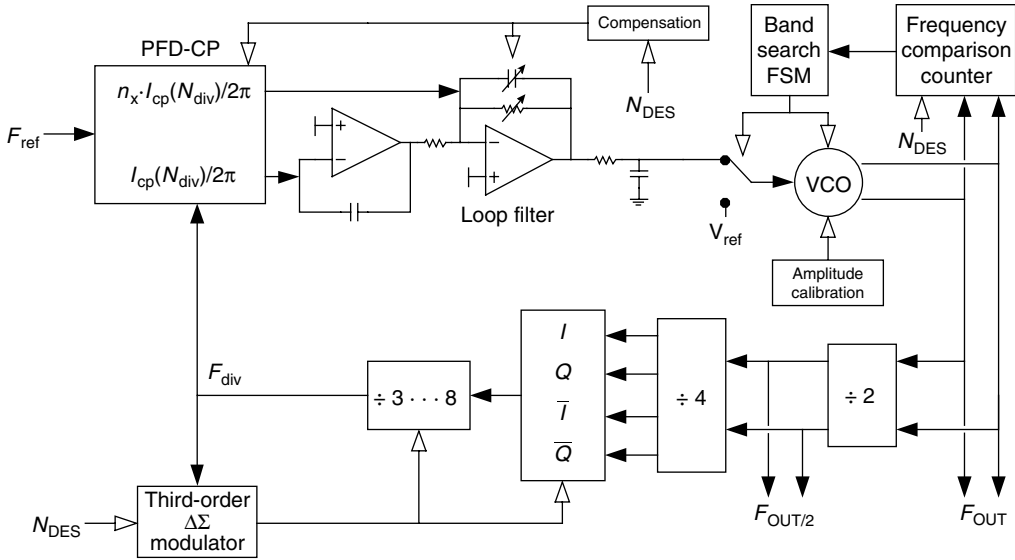 PFD-CP
Compensation
Band
search
FSM
Frequency
comparison
counter
n_x·I_cp(N_div)/2π
N_DES
F_ref
+
−
−
+
N_DES
I_cp(N_div)/2π
VCO
Loop filter
V_ref
Amplitude
calibration
I
Q
I̅
Q̅
F_div
÷ 3 · · · 8
÷ 4
÷ 2
N_DES
Third-order
ΔΣ
modulator
F_OUT/2
F_OUT